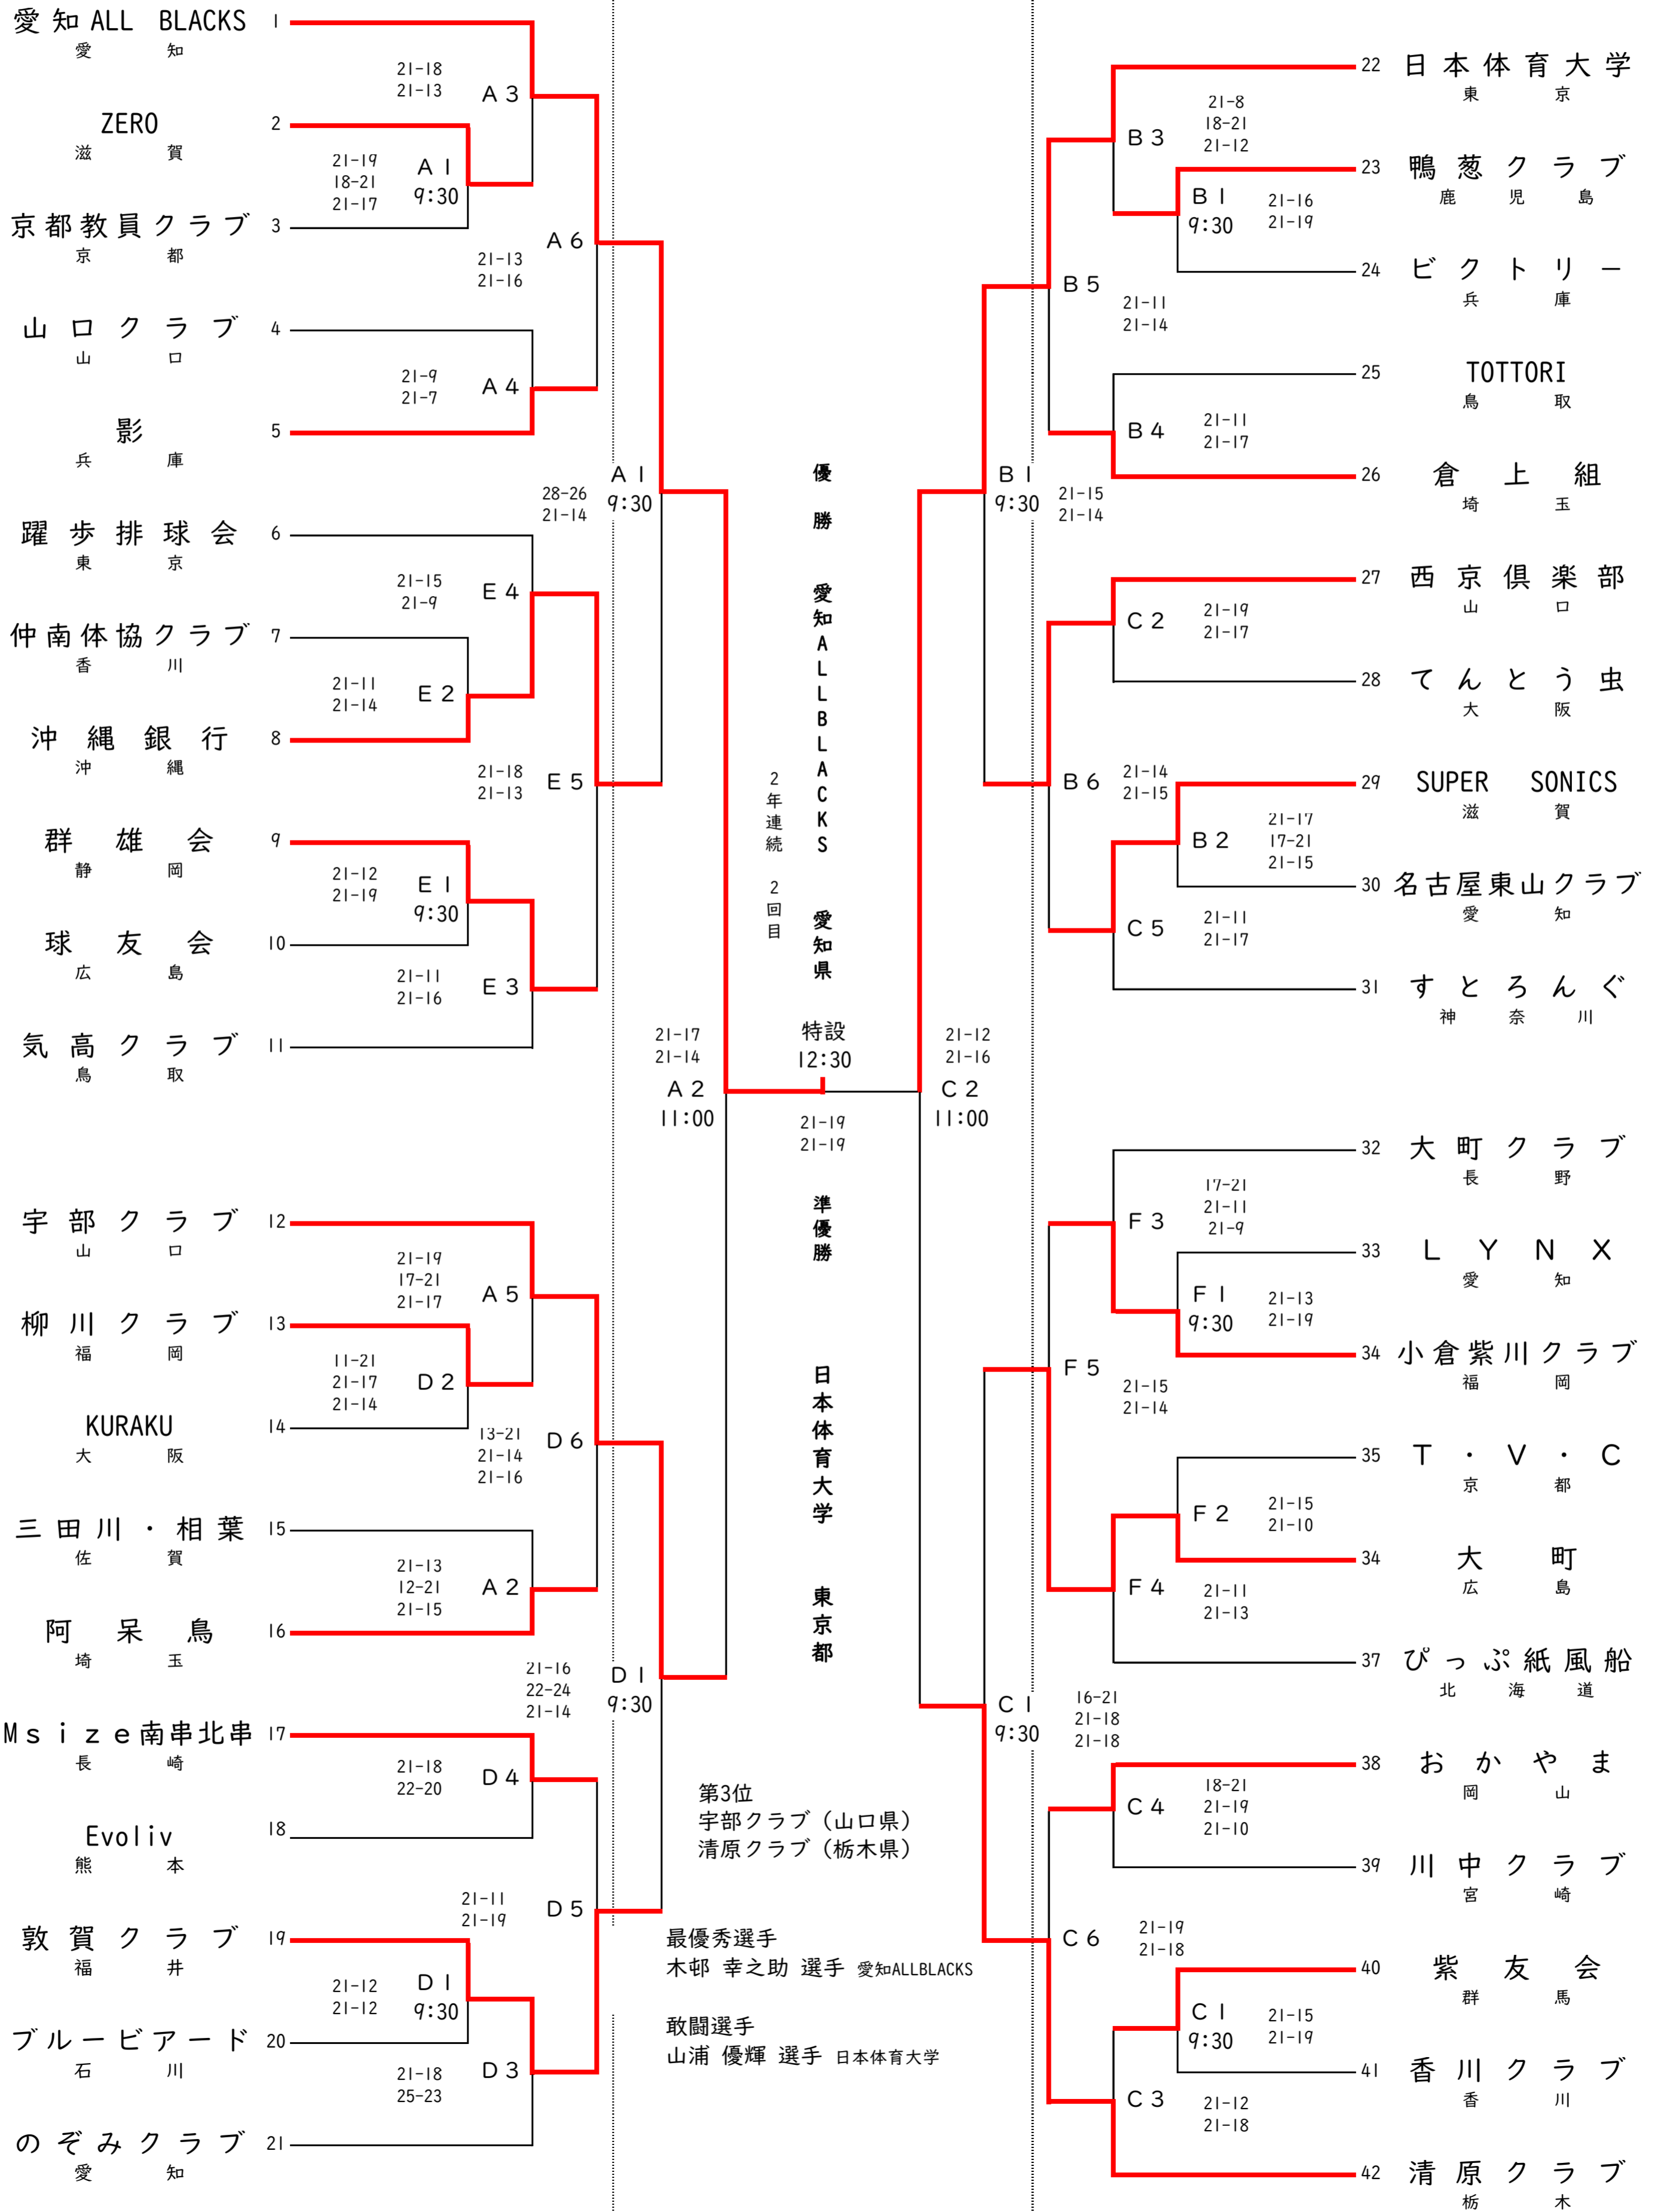 愛知ALL BLACKS 1
愛知
21-18
21-13
A3
ZERO 2
滋賀
21-19
18-21
21-17
A1
9:30
京都教員クラブ 3
京都
A6
21-13
21-16
山口クラブ 4
山口
21-9
21-7
A4
影 5
兵庫
A1
9:30
28-26
21-14
躍歩排球会 6
東京
21-15
21-9
E4
仲南体協クラブ 7
香川
21-11
21-14
E2
沖縄銀行 8
沖縄
21-18
21-13
E5
群雄会 9
静岡
21-12
21-19
E1
9:30
球友会 10
広島
21-11
21-16
E3
気高クラブ 11
鳥取
21-17
21-14
A2
11:00
宇部クラブ 12
山口
21-19
17-21
21-17
A5
柳川クラブ 13
福岡
11-21
21-17
21-14
D2
KURAKU 14
大阪
13-21
21-14
21-16
D6
三田川・相葉 15
佐賀
21-13
12-21
21-15
A2
阿呆鳥 16
埼玉
21-16
22-24
21-14
D1
9:30
Msize南串北串 17
長崎
21-18
22-20
D4
Evoliv 18
熊本
21-11
21-19
D5
敦賀クラブ 19
福井
21-12
21-12
D1
9:30
ブルービアード 20
石川
21-18
25-23
D3
のぞみクラブ 21
愛知
優勝 愛知ALLBLACKS 愛知県
2年連続 2回目
特設
12:30
21-19
21-19
準優勝 日本体育大学 東京都
第3位
宇部クラブ（山口県）
清原クラブ（栃木県）
最優秀選手
木邨 幸之助 選手 愛知ALLBLACKS
敢闘選手
山浦 優輝 選手 日本体育大学
22 日本体育大学
東京
B3
21-8
18-21
21-12
23 鴨葱クラブ
鹿児島
B1
9:30
21-16
21-19
24 ビクトリー
兵庫
B5
21-11
21-14
25 TOTTORI
鳥取
B4
21-11
21-17
26 倉上組
埼玉
B1
9:30
21-15
21-14
27 西京倶楽部
山口
C2
21-19
21-17
28 てんとう虫
大阪
B6
21-14
21-15
29 SUPER SONICS
滋賀
B2
21-17
17-21
21-15
30 名古屋東山クラブ
愛知
C5
21-11
21-17
31 すとろんぐ
神奈川
21-12
21-16
C2
11:00
32 大町クラブ
長野
F3
17-21
21-11
21-9
33 LYNX
愛知
F1
9:30
21-13
21-19
34 小倉紫川クラブ
福岡
F5
21-15
21-14
35 T・V・C
京都
F2
21-15
21-10
34 大町
広島
F4
21-11
21-13
37 ぴっぷ紙風船
北海道
C1
9:30
16-21
21-18
21-18
38 おかやま
岡山
C4
18-21
21-19
21-10
39 川中クラブ
宮崎
C6
21-19
21-18
40 紫友会
群馬
C1
9:30
21-15
21-19
41 香川クラブ
香川
C3
21-12
21-18
42 清原クラブ
栃木